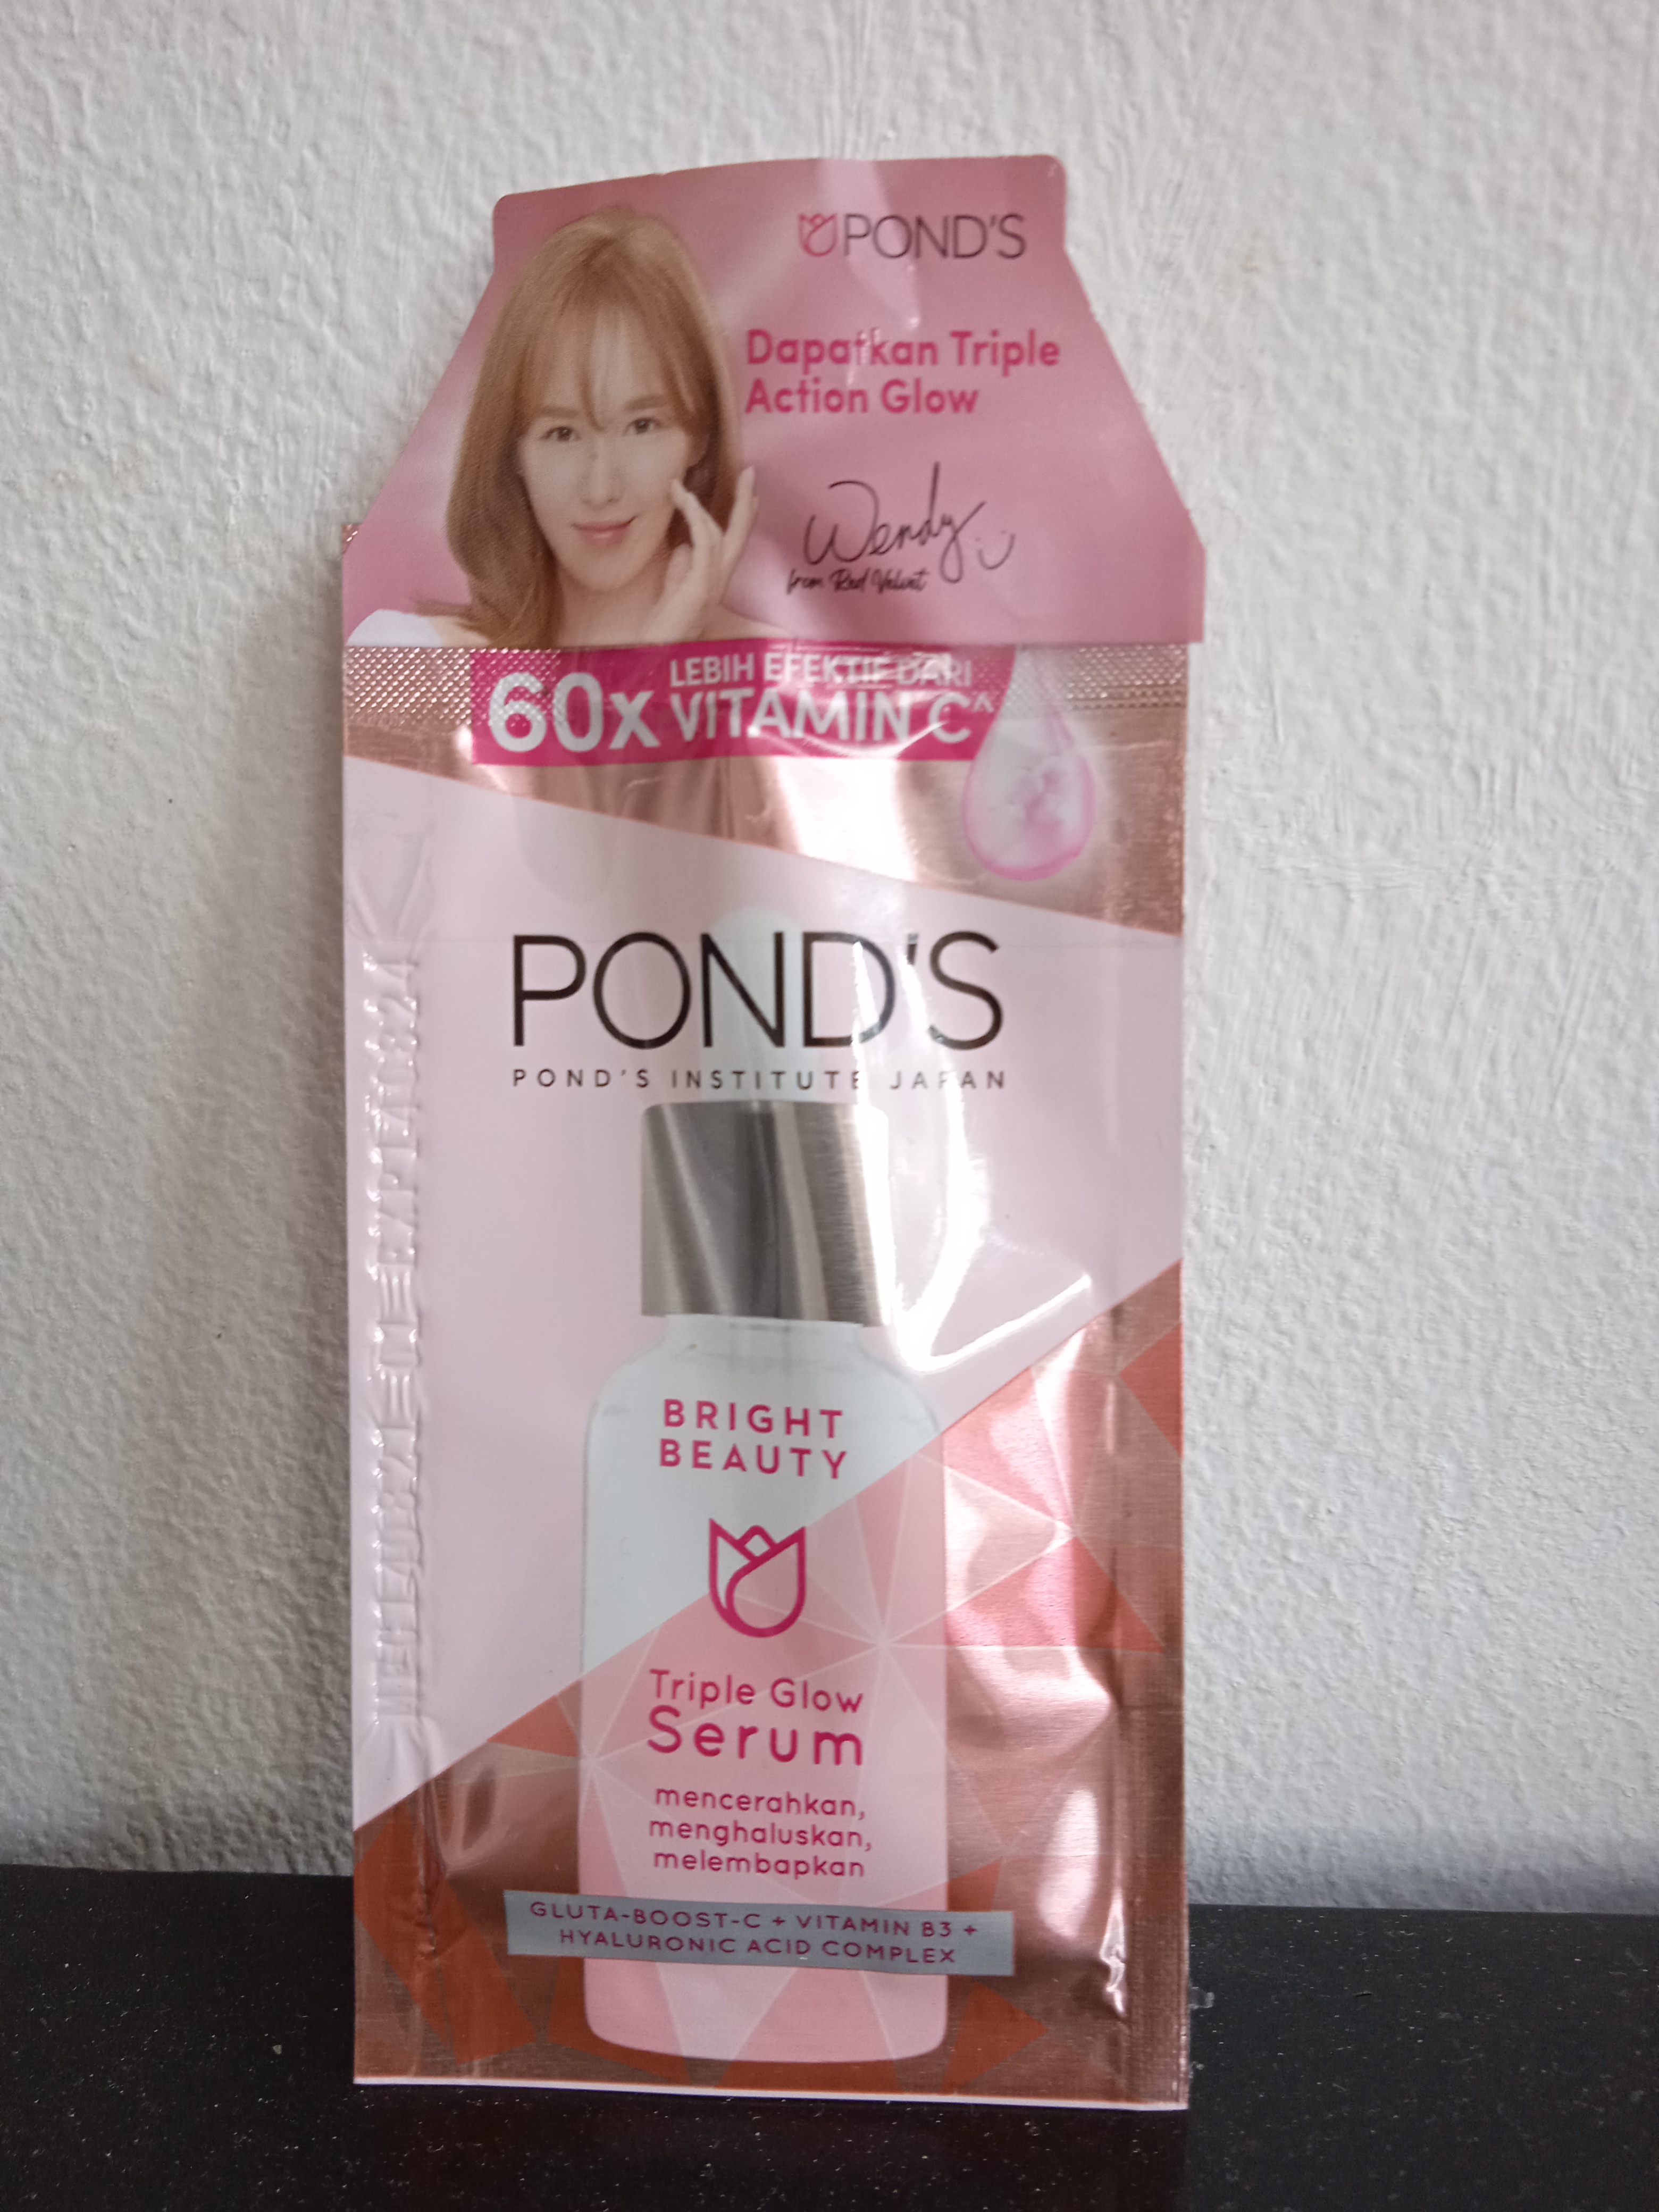 POND'S
Dapatkan Triple
Action Glow
Wendy
from Red Velvet
60x LEBIH EFEKTIF DARI
VITAMIN C^
POND'S
POND'S INSTITUTE JAPAN
BRIGHT
BEAUTY
Triple Glow
Serum
mencerahkan,
menghaluskan,
melembapkan
GLUTA-BOOST-C + VITAMIN B3 +
HYALURONIC ACID COMPLEX